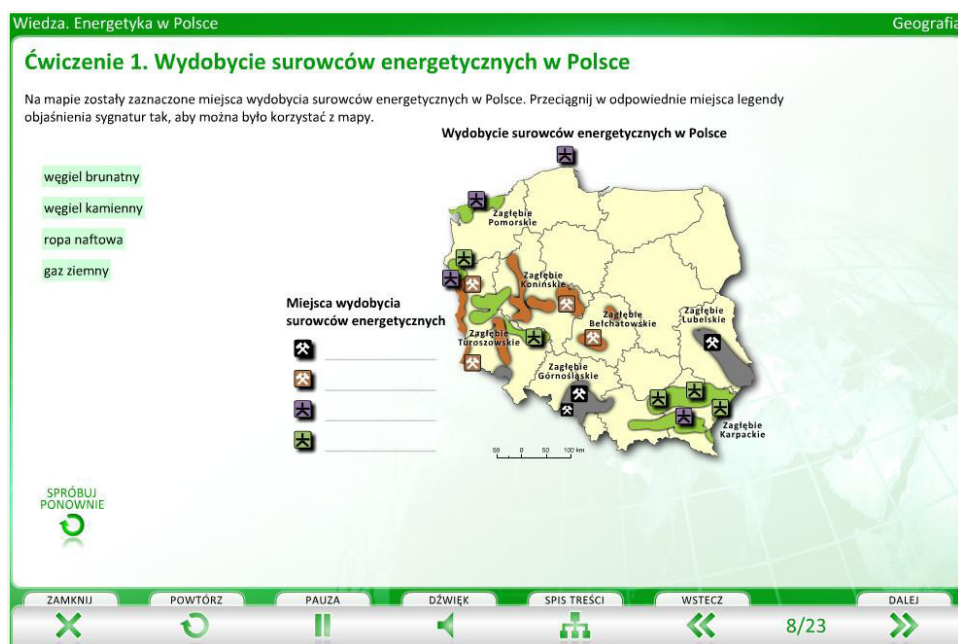 Wiedza. Energetyka w Polsce
Geografia
Ćwiczenie 1. Wydobycie surowców energetycznych w Polsce
Na mapie zostały zaznaczone miejsca wydobycia surowców energetycznych w Polsce. Przeciągnij w odpowiednie miejsca legendy
objaśnienia sygnatur tak, aby można było korzystać z mapy.
Wydobycie surowców energetycznych w Polsce
węgiel brunatny
węgiel kamienny
ropa naftowa
gaz ziemny
Miejsca wydobycia
surowców energetycznych
Zagłębie
Pomorskie
Zagłębie
Konińskie
Zagłębie
Bełchatowskie
Zagłębie
Lubelskie
Zagłębie
Turoszowskie
Zagłębie
Górnośląskie
Zagłębie
Karpackie
50 0 50 100 km
SPRÓBUJ
PONOWNIE
ZAMKNIJ
POWTÓRZ
PAUZA
DŹWIĘK
SPIS TREŚCI
WSTECZ
8/23
DALEJ